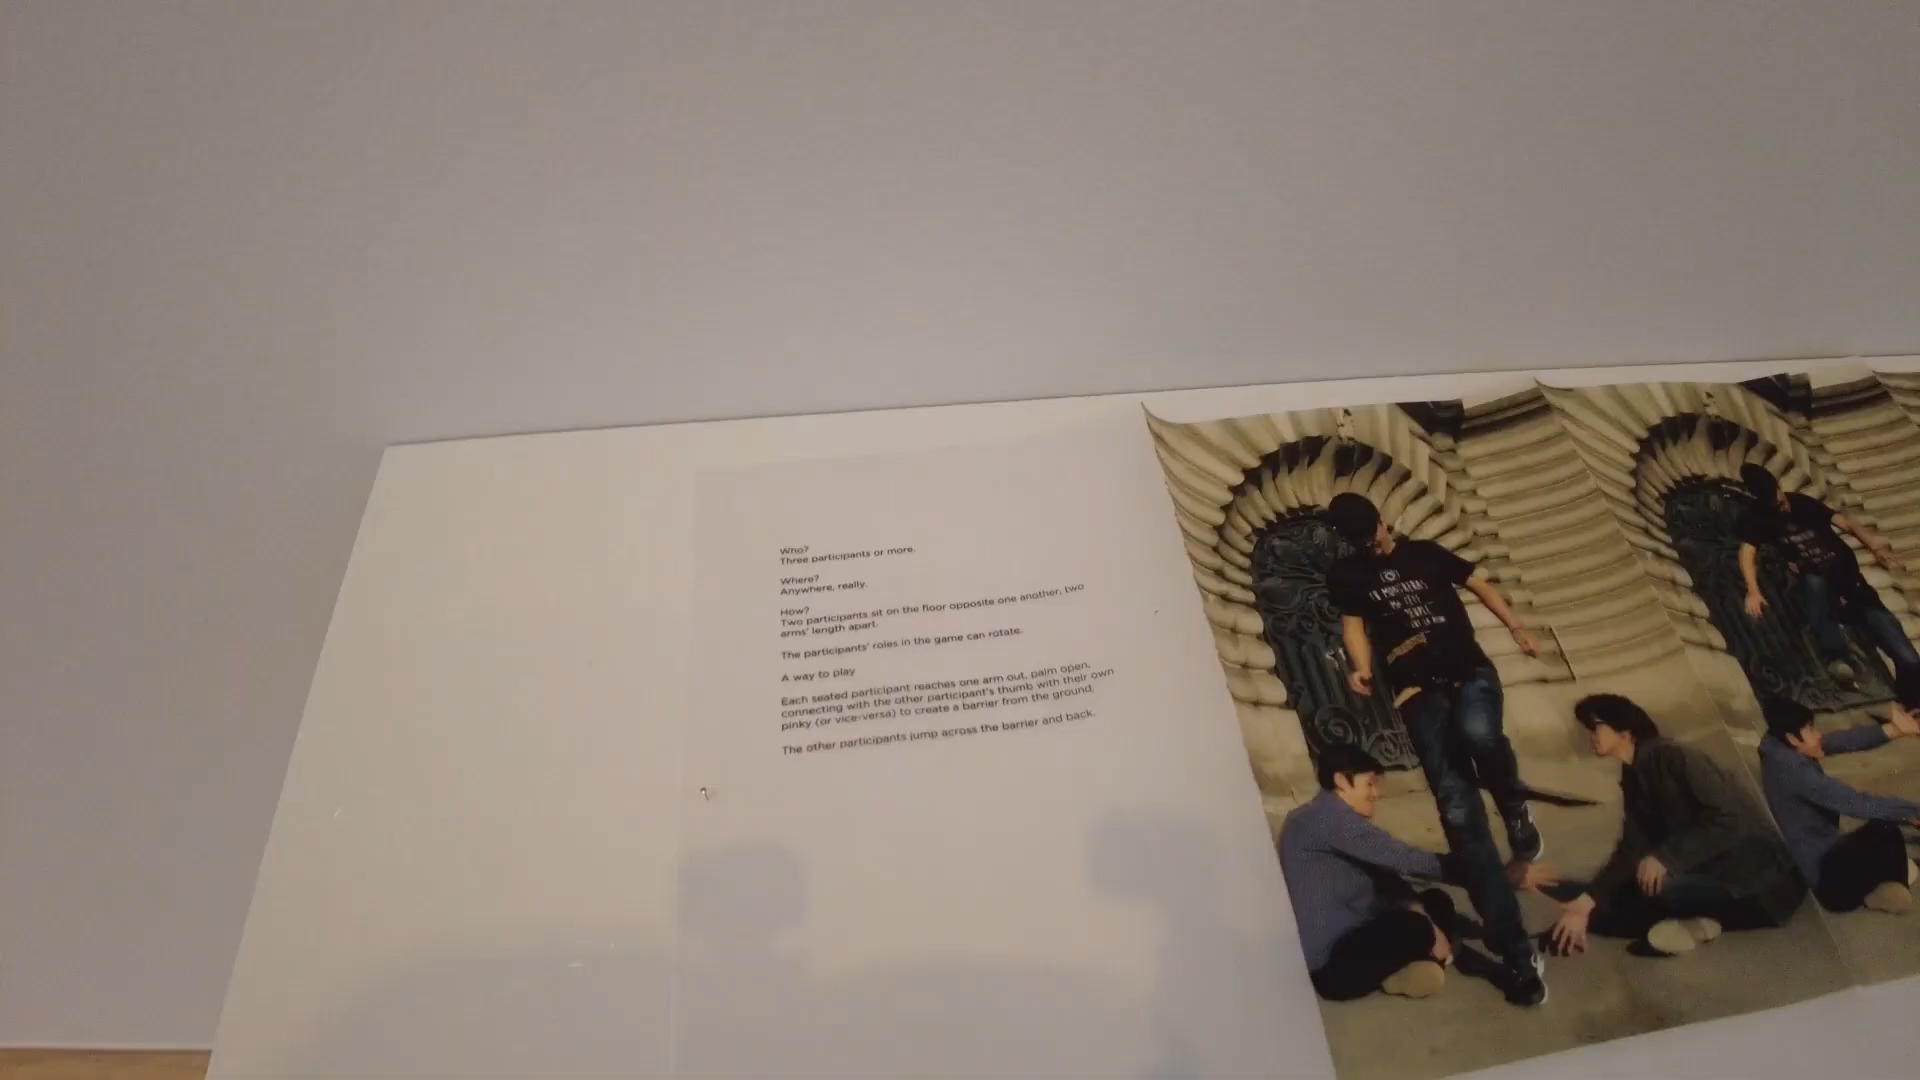 Who?
Three participants or more.
Where?
Anywhere, really.
How?
Two participants sit on the floor opposite one another, two
arms' length apart.
The participants' roles in the game can rotate.
A way to play
Each seated participant reaches one arm out, palm open,
connecting with the other participant's thumb with their own
pinky (or vice-versa) to create a barrier from the ground.
The other participants jump across the barrier and back.